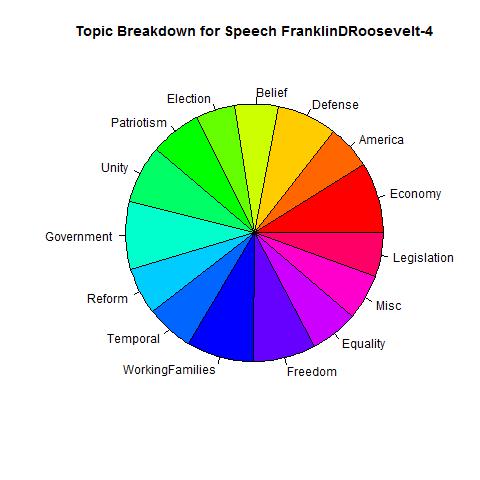 Topic Breakdown for Speech FranklinDRoosevelt-4
Belief
Election
Defense
Patriotism
America
Unity
Economy
Government
Legislation
Reform
Misc
Temporal
Equality
WorkingFamilies
Freedom